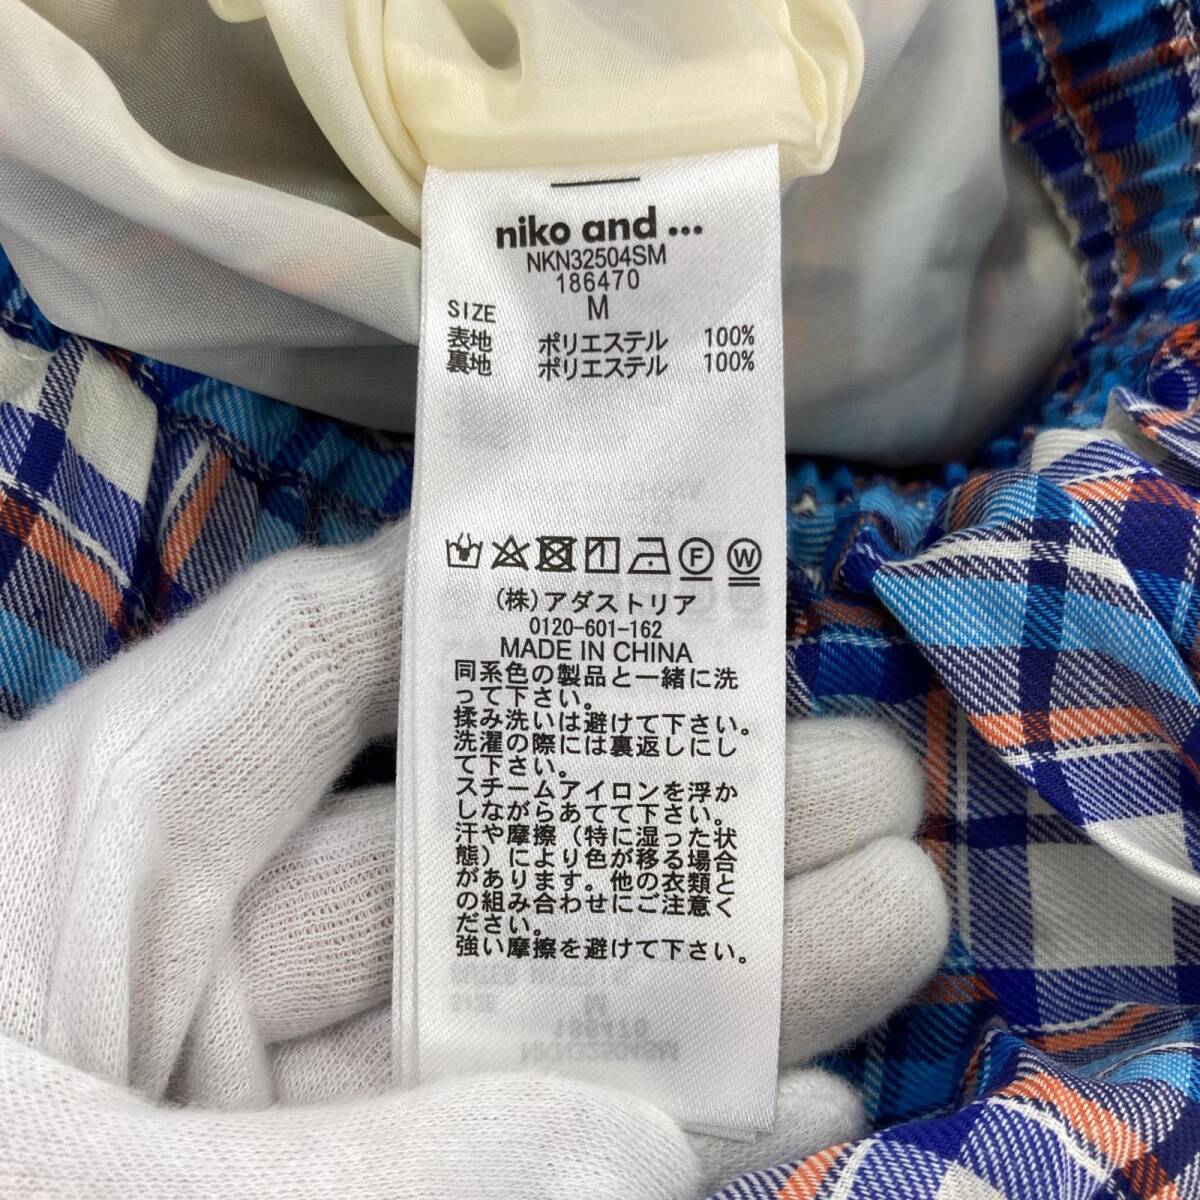 niko and ...
NKN32504SM
186470
SIZE M
表地 ポリエステル 100%
裏地 ポリエステル 100%
F W
(株)アダストリア
0120-601-162
MADE IN CHINA
同系色の製品と一緒に洗
って下さい。
揉み洗いは避けて下さい。
洗濯の際には裏返しにし
て下さい。
スチームアイロンを浮か
しながらあてて下さい。
汗や摩擦（特に湿った状
態）により色が移る場合
があります。他の衣類と
の組み合わせにご注意く
ださい。
強い摩擦を避けて下さい。